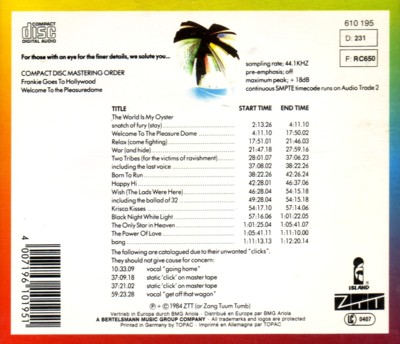 COMPACT
disc
DIGITAL AUDIO
610 195
D: 231
F: RC650
For those with an eye for the finer details, we salute you...
COMPACT DISC MASTERING ORDER
Frankie Goes To Hollywood
Welcome To the Pleasuredome
sampling rate; 44.1KHZ
pre-emphasis; off
maximum peak; + 18dB
continuous SMPTE timecode runs on Audio Trade 2
TITLE START TIME END TIME
The World Is My Oyster
snatch of fury (stay) 2:13.26 4:11.10
Welcome To The Pleasure Dome 4:11.10 17:50.02
Relax (come fighting) 17:51.01 21:46.03
War (and hide) 21:47.18 27:59.16
Two Tribes (for the victims of ravishment) 28:01.07 37:06.23
including the last voice 37:08.02 38:22.26
Born To Run 38:22.26 42:26.24
Happy Hi 42:28.01 46:37.06
Wish (The Lads Were Here) 46:28.04 54:15.18
including the ballad of 32 49:28.04 54:15.18
Krisco Kisses 54:17.10 57:14.06
Black Night White Light 57:16.06 01:01:22.05
The Only Star in Heaven 1:01:25.04 1:05:41.07
The Power Of Love 1:05:41.11 1:11:10.00
bang 1:11:13.13 1:12:20.14
The following are catalogued due to their unwanted "clicks".
They should not give cause for concern:
10.33.09 vocal "going home"
37:09.18 static 'click' on master tape
37:21.02 static 'click' on master tape
59:23.28 vocal "get off that wagon"
℗ + © 1984 ZTT (or Zang Tuum Tumb)
Vertrieb in Europe durch BMG Ariola • Distributed in Europe by BMG Ariola
A BERTELSMANN MUSIC GROUP COMPANY • ALL RIGHTS RESERVED
Printed in Germany by TOPAC • Imprimé en Allemagne par TOPAC
4 007196 101951
ISLAND
ZTT
LC 0407